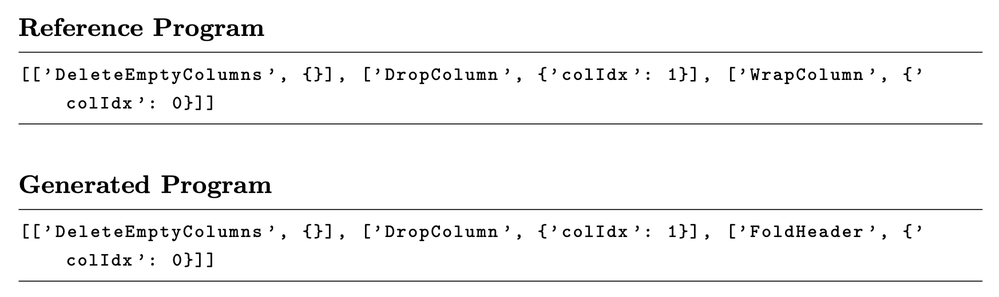 Reference Program
[['DeleteEmptyColumns', {}], ['DropColumn', {'colIdx': 1}], ['WrapColumn', {'
colIdx': 0}]]
Generated Program
[['DeleteEmptyColumns', {}], ['DropColumn', {'colIdx': 1}], ['FoldHeader', {'
colIdx': 0}]]